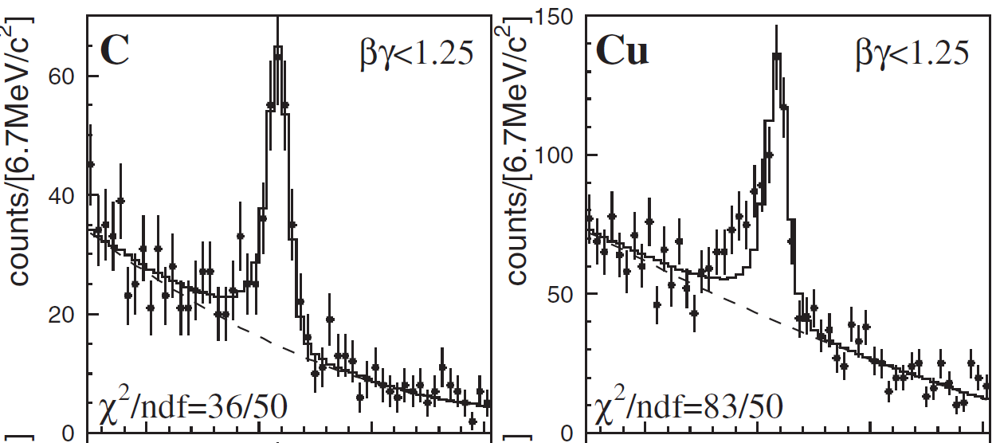 C
βγ<1.25
counts/[6.7MeV/c²]
60
40
20
0
χ²/ndf=36/50
]
Cu
βγ<1.25
counts/[6.7MeV/c²]
150
100
50
0
χ²/ndf=83/50
]